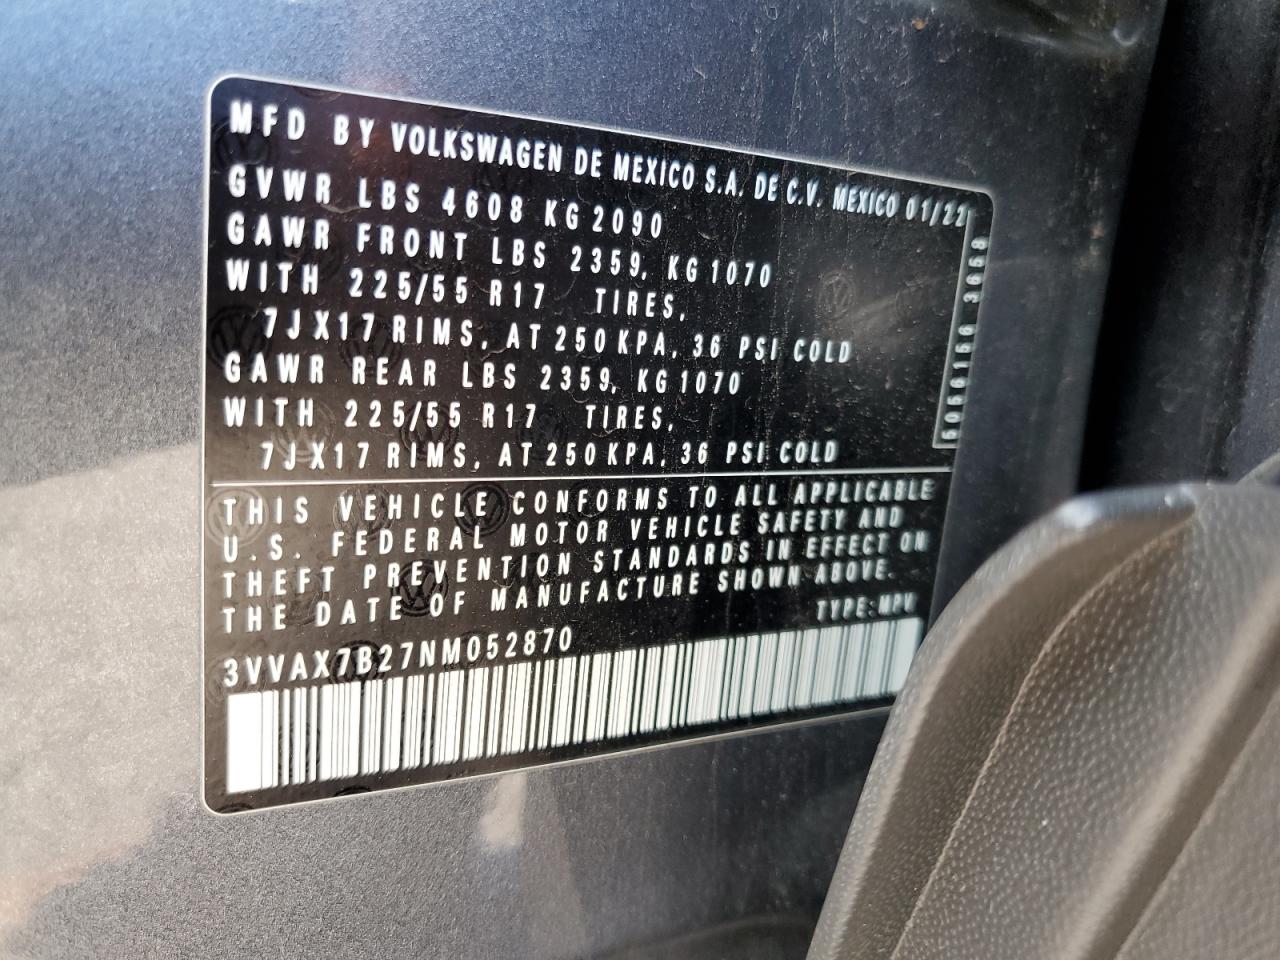 MFD BY VOLKSWAGEN DE MEXICO S.A. DE C.V. MEXICO 01/22
GVWR LBS 4608 KG 2090
GAWR FRONT LBS 2359, KG 1070
WITH 225/55 R17 TIRES,
7JX17 RIMS, AT 250 KPA, 36 PSI COLD
GAWR REAR LBS 2359, KG 1070
WITH 225/55 R17 TIRES,
7JX17 RIMS, AT 250 KPA, 36 PSI COLD
THIS VEHICLE CONFORMS TO ALL APPLICABLE
U.S. FEDERAL MOTOR VEHICLE SAFETY AND
THEFT PREVENTION STANDARDS IN EFFECT ON
THE DATE OF MANUFACTURE SHOWN ABOVE.
TYPE:MPV
3VVAX7B27NM052870